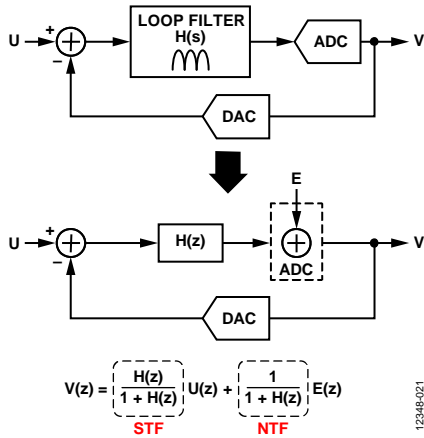 LOOP FILTER
H(s)
U
+
−
ADC
V
DAC
E
U
+
−
H(z)
ADC
V
DAC
V(z) = H(z) / 1 + H(z) U(z) + 1 / 1 + H(z) E(z)
STF
NTF
12348-021